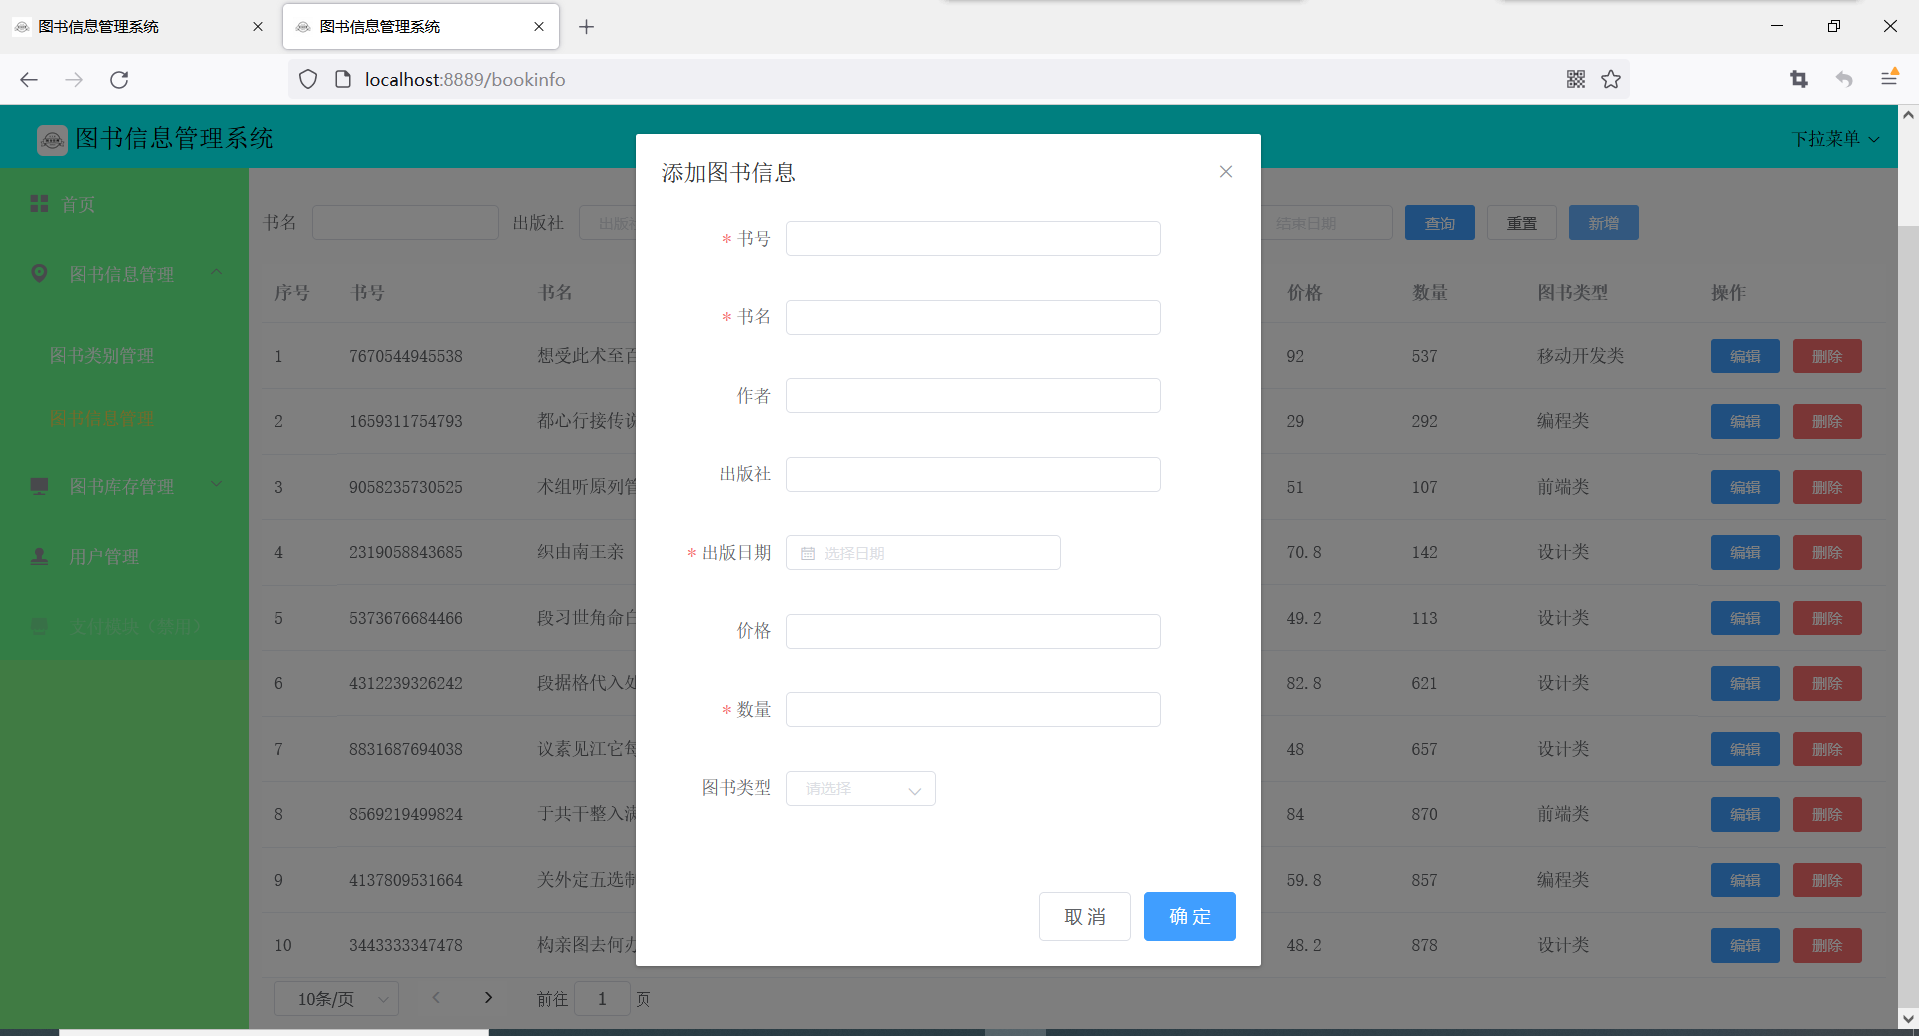 图书信息管理系统
图书信息管理系统
localhost:8889/bookinfo
图书信息管理系统
下拉菜单
首页
图书信息管理
图书类别管理
图书信息管理
图书库存管理
用户管理
支付模块（禁用）
书名 出版社 结束日期 查询 重置 新增
序号 书号 书名 价格 数量 图书类型 操作
1 7670544945538 想受此术至百 92 537 移动开发类 编辑 删除
2 1659311754793 都心行接传说 29 292 编程类 编辑 删除
3 9058235730525 术组听原列管 51 107 前端类 编辑 删除
4 2319058843685 织由南王亲 70.8 142 设计类 编辑 删除
5 5373676684466 段习世角命白 49.2 113 设计类 编辑 删除
6 4312239326242 段据格代入处 82.8 621 设计类 编辑 删除
7 8831687694038 议素见江它每 48 657 设计类 编辑 删除
8 8569219499824 于共干整入满 84 870 前端类 编辑 删除
9 4137809531664 关外定五选制 59.8 857 编程类 编辑 删除
10 3443333347478 构亲图去何办 48.2 878 设计类 编辑 删除
10条/页 前往 1 页
添加图书信息
* 书号
* 书名
作者
出版社
* 出版日期 选择日期
价格
* 数量
图书类型 请选择
取 消 确 定